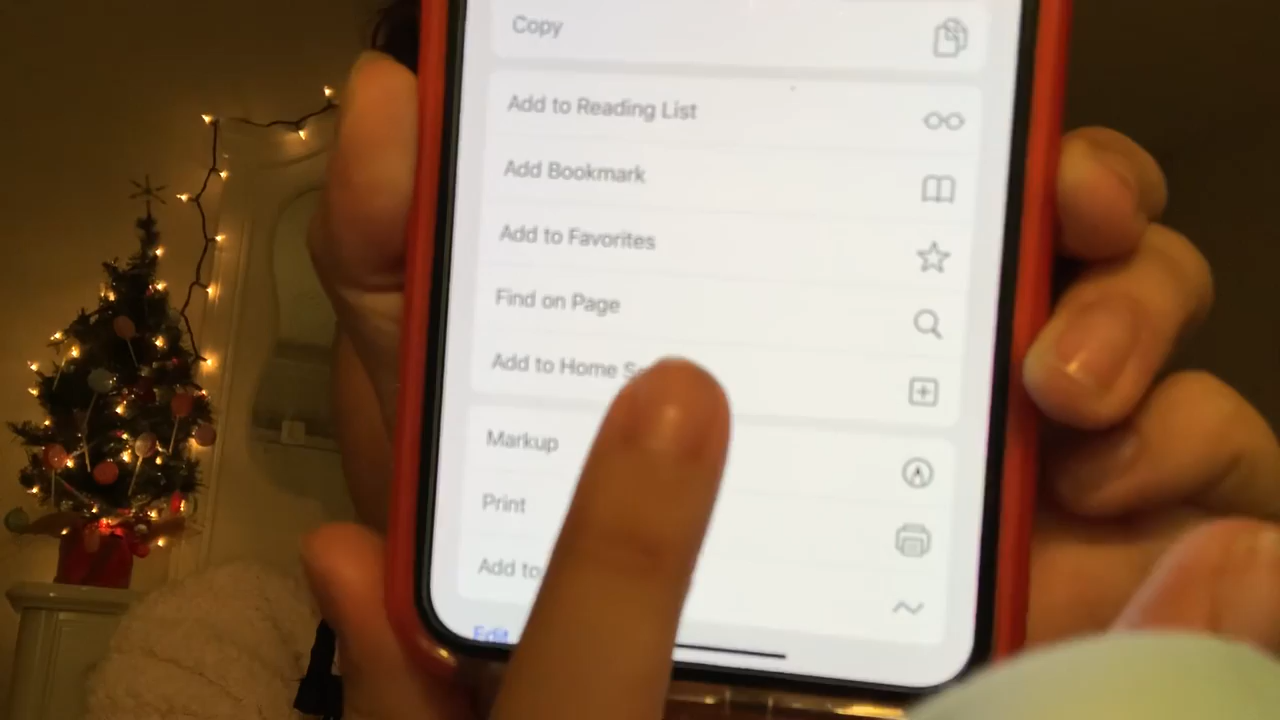 Copy
Add to Reading List
Add Bookmark
Add to Favorites
Find on Page
Add to Home
Markup
Print
Add to
Edit